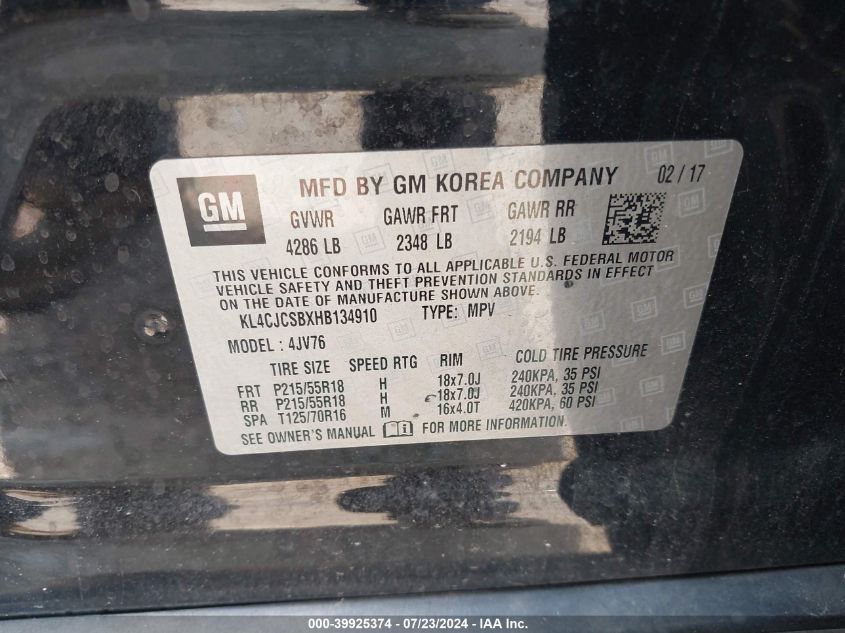 GM
MFD BY GM KOREA COMPANY 02 / 17
GVWR GAWR FRT GAWR RR
4286 LB 2348 LB 2194 LB
THIS VEHICLE CONFORMS TO ALL APPLICABLE U.S. FEDERAL MOTOR
VEHICLE SAFETY AND THEFT PREVENTION STANDARDS IN EFFECT
ON THE DATE OF MANUFACTURE SHOWN ABOVE.
KL4CJCSBXHB134910 TYPE: MPV
MODEL : 4JV76
TIRE SIZE SPEED RTG RIM COLD TIRE PRESSURE
FRT P215/55R18 H 18x7.0J 240KPA, 35 PSI
RR P215/55R18 H 18x7.0J 240KPA, 35 PSI
SPA T125/70R16 M 16x4.0T 420KPA, 60 PSI
SEE OWNER'S MANUAL FOR MORE INFORMATION.
000-39925374 / 07/23/2024 - IAA Inc.